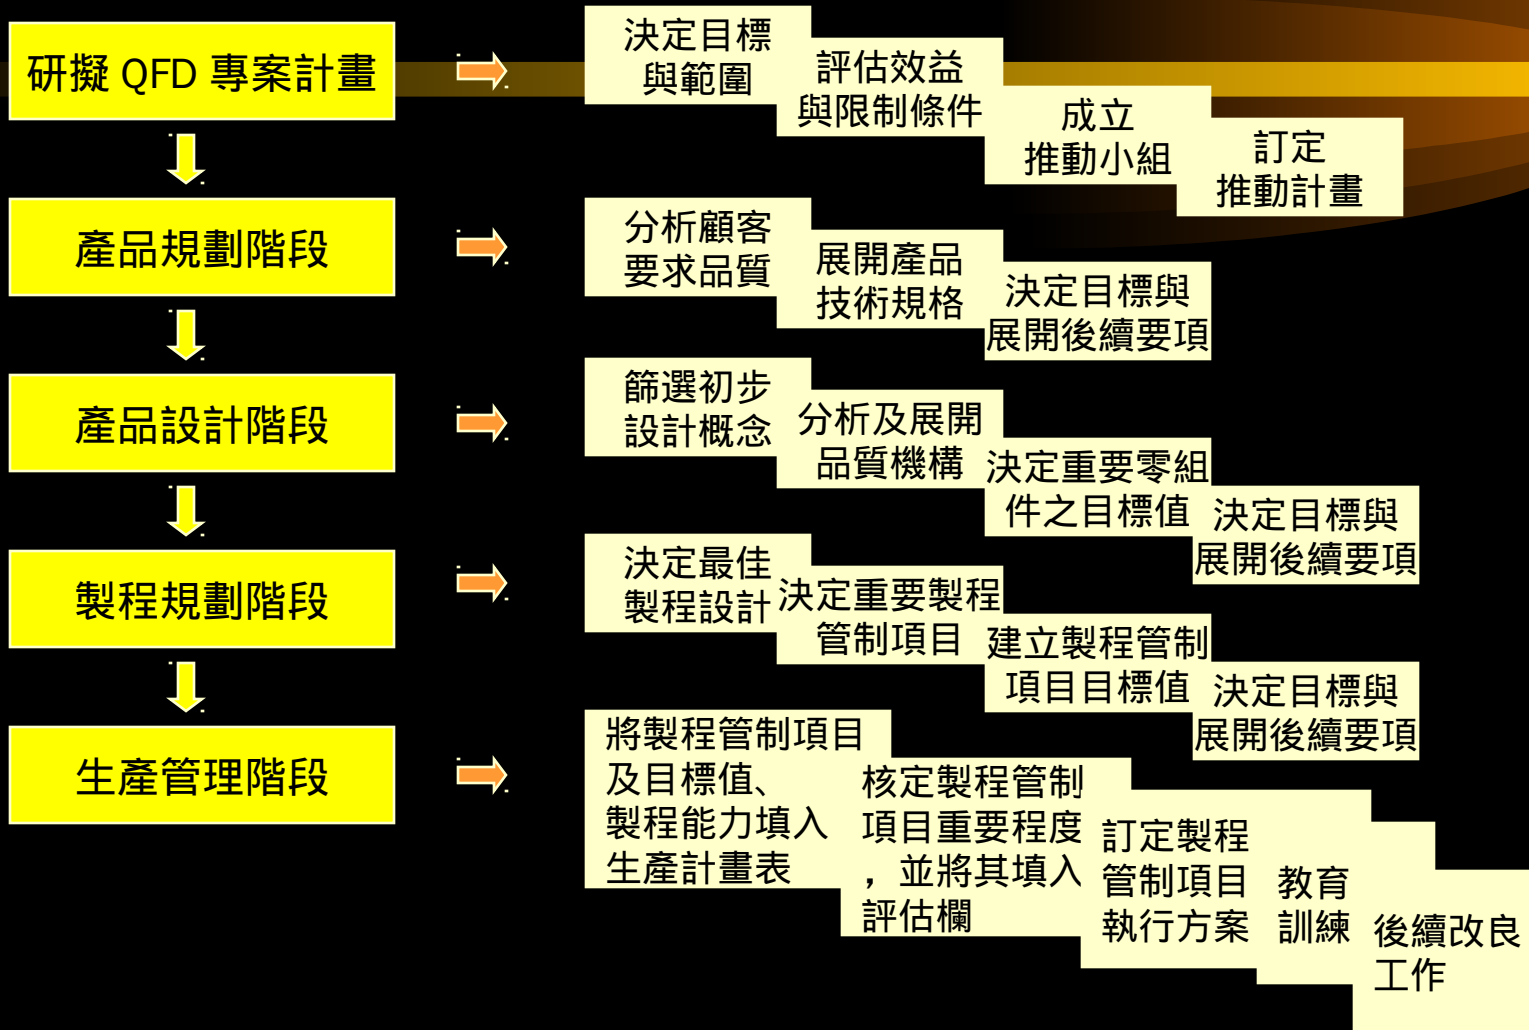 研擬 QFD 專案計畫
決定目標
與範圍
評估效益
與限制條件
成立
推動小組
訂定
推動計畫
產品規劃階段
分析顧客
要求品質
展開產品
技術規格
決定目標與
展開後續要項
產品設計階段
篩選初步
設計概念
分析及展開
品質機構
決定重要零組
件之目標值
決定目標與
展開後續要項
製程規劃階段
決定最佳
製程設計
決定重要製程
管制項目
建立製程管制
項目目標值
決定目標與
展開後續要項
生產管理階段
將製程管制項目
及目標值、
製程能力填入
生產計畫表
核定製程管制
項目重要程度
，並將其填入
評估欄
訂定製程
管制項目
執行方案
教育
訓練
後續改良
工作